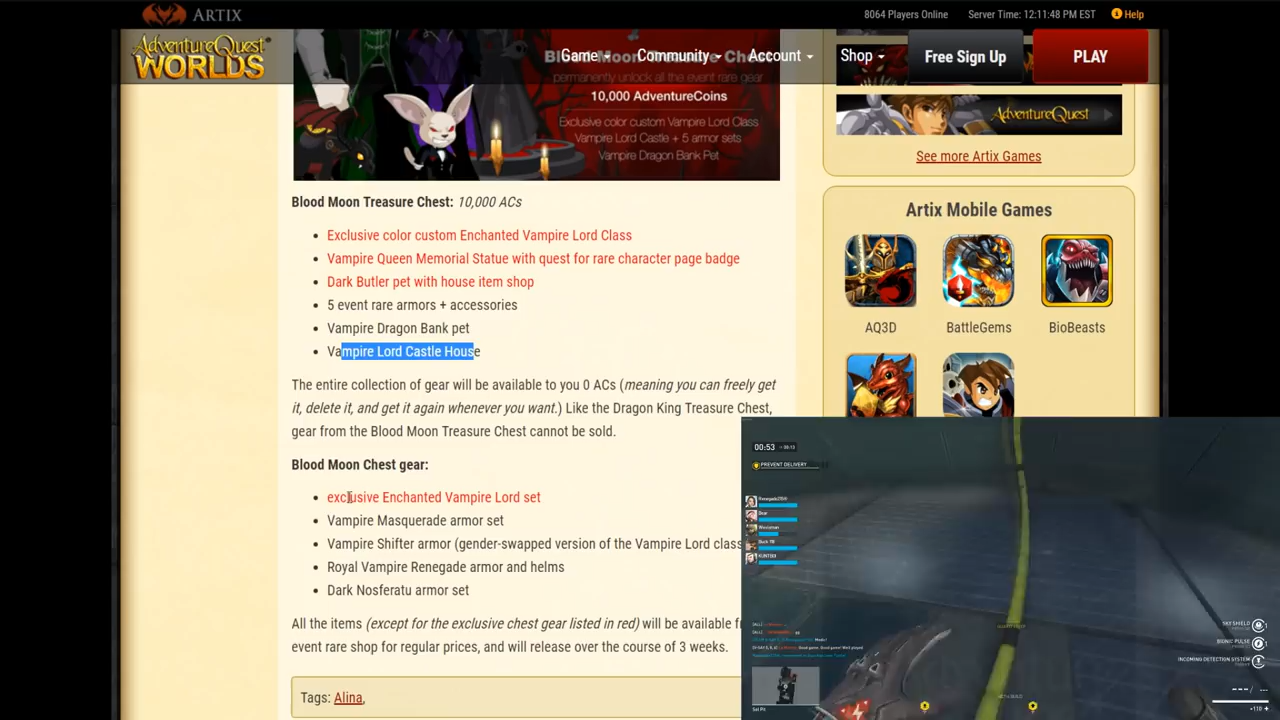 ARTIX
8064 Players Online
Server Time: 12:11:48 PM EST
Help
AdventureQuest
WORLDS
Game
Community
Account
Shop
Free Sign Up
PLAY
permanently unlock all the event rare gear
10,000 AdventureCoins
Exclusive color custom Vampire Lord Class
Vampire Lord Castle + 5 armor sets
Vampire Dragon Bank Pet
AdventureQuest
See more Artix Games
Artix Mobile Games
AQ3D
BattleGems
BioBeasts
Blood Moon Treasure Chest: 10,000 ACs
Exclusive color custom Enchanted Vampire Lord Class
Vampire Queen Memorial Statue with quest for rare character page badge
Dark Butler pet with house item shop
5 event rare armors + accessories
Vampire Dragon Bank pet
Vampire Lord Castle House
The entire collection of gear will be available to you 0 ACs (meaning you can freely get
it, delete it, and get it again whenever you want.) Like the Dragon King Treasure Chest,
gear from the Blood Moon Treasure Chest cannot be sold.
Blood Moon Chest gear:
exclusive Enchanted Vampire Lord set
Vampire Masquerade armor set
Vampire Shifter armor (gender-swapped version of the Vampire Lord class
Royal Vampire Renegade armor and helms
Dark Nosferatu armor set
All the items (except for the exclusive chest gear listed in red) will be available
event rare shop for regular prices, and will release over the course of 3 weeks.
Tags: Alina,
00:53
PREVENT DELIVERY
SKY SHIELD
BIONIC PULSE
INCOMING DETECTION SYSTEM